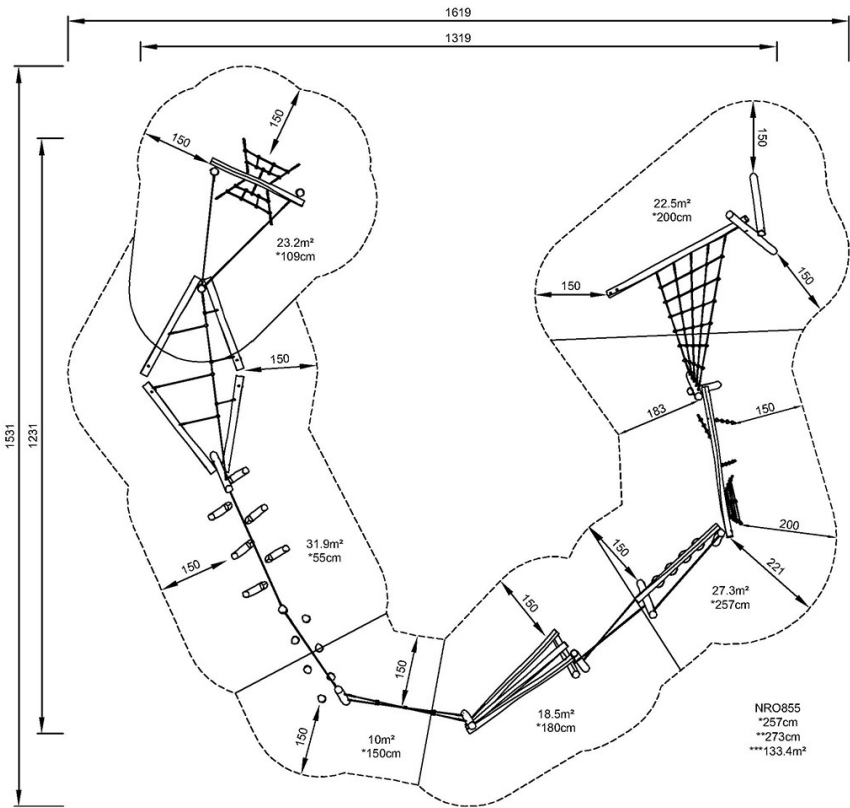 1619
1319
150
150
150
23.2m²
*109cm
22.5m²
*200cm
150
150
150
183
150
1531
1231
31.9m²
*55cm
200
150
150
221
27.3m²
*257cm
150
150
150
18.5m²
*180cm
10m²
*150cm
NRO855
*257cm
**273cm
***133.4m²